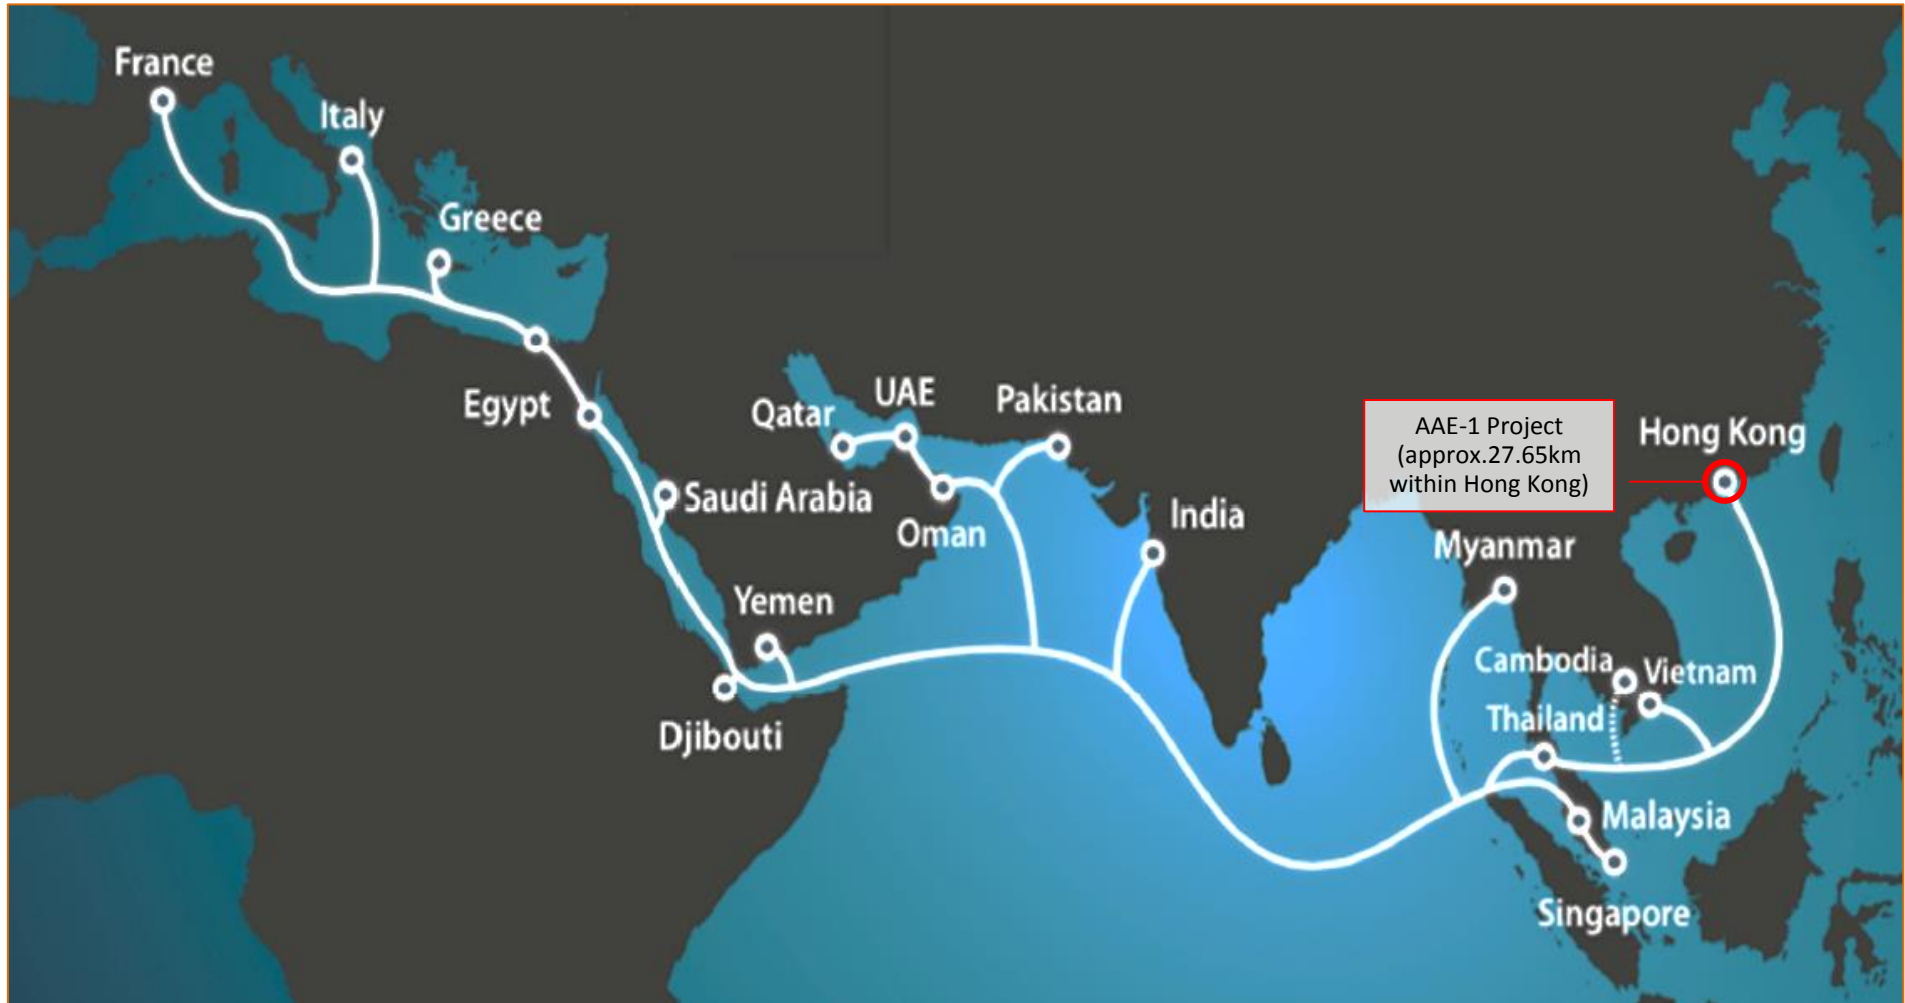 France
Italy
Greece
Egypt
Qatar
UAE
Pakistan
AAE-1 Project
(approx.27.65km
within Hong Kong)
Hong Kong
Saudi Arabia
Oman
India
Myanmar
Yemen
Cambodia
Vietnam
Thailand
Djibouti
Malaysia
Singapore